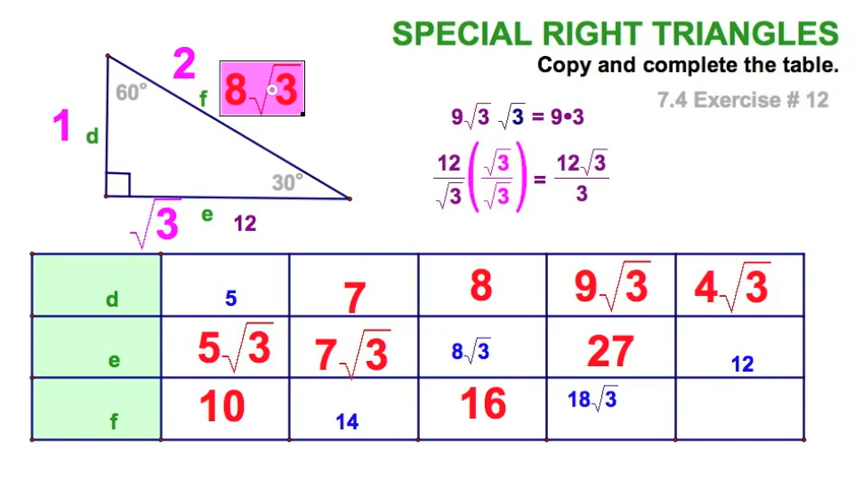 SPECIAL RIGHT TRIANGLES
Copy and complete the table.
7.4 Exercise # 12
60°
2
f
8√3
1
d
30°
√3
e
12
9√3 √3 = 9•3
12/√3 (√3/√3) = 12√3/3
d 5 7 8 9√3 4√3
e 5√3 7√3 8√3 27 12
f 10 14 16 18√3